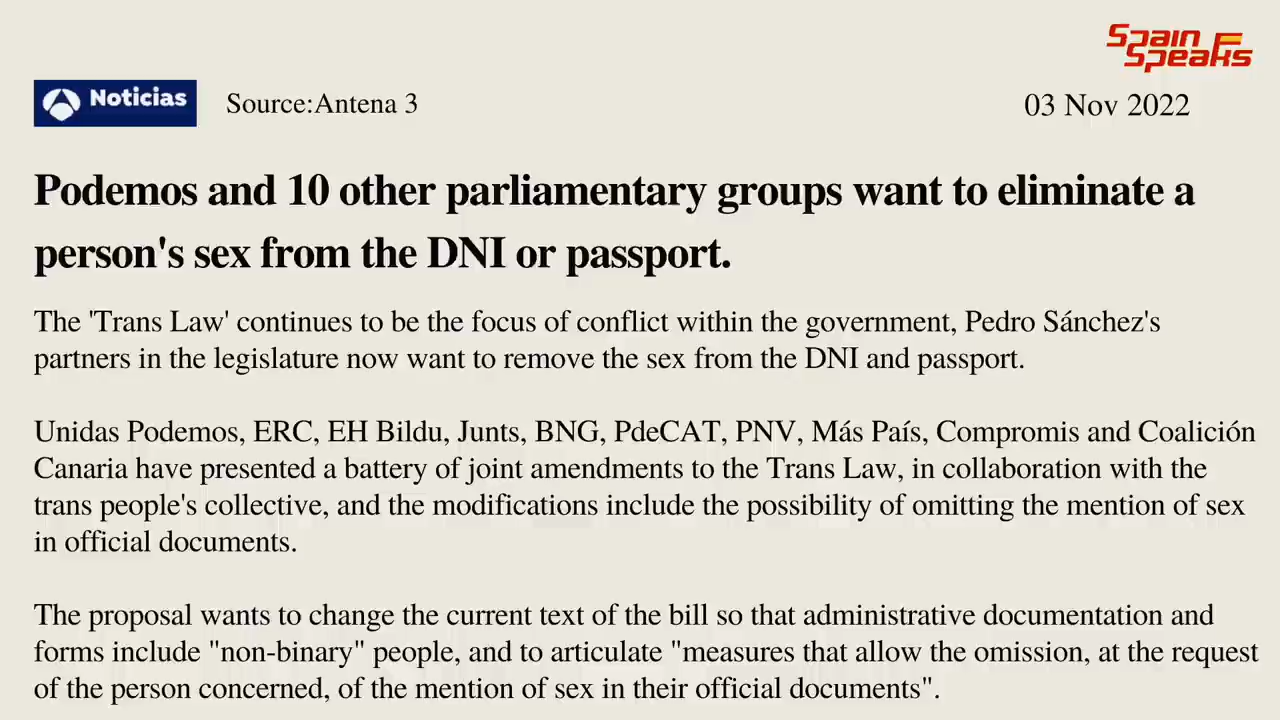 Spain
Speaks
Noticias
Source:Antena 3
03 Nov 2022
Podemos and 10 other parliamentary groups want to eliminate a
person's sex from the DNI or passport.
The 'Trans Law' continues to be the focus of conflict within the government, Pedro Sánchez's
partners in the legislature now want to remove the sex from the DNI and passport.
Unidas Podemos, ERC, EH Bildu, Junts, BNG, PdeCAT, PNV, Más País, Compromis and Coalición
Canaria have presented a battery of joint amendments to the Trans Law, in collaboration with the
trans people's collective, and the modifications include the possibility of omitting the mention of sex
in official documents.
The proposal wants to change the current text of the bill so that administrative documentation and
forms include "non-binary" people, and to articulate "measures that allow the omission, at the request
of the person concerned, of the mention of sex in their official documents".